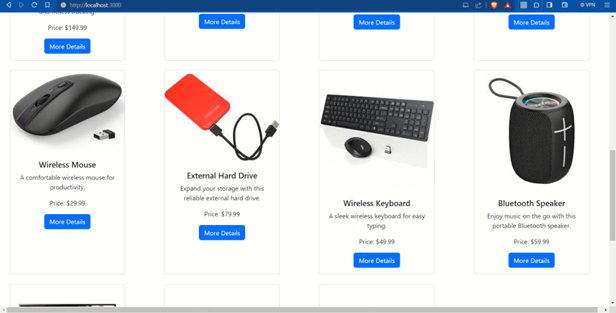 http://localhost:3000
VPN
Price: $149.99
More Details
More Details
More Details
More Details
Wireless Mouse
A comfortable wireless mouse for
productivity.
Price: $29.99
More Details
External Hard Drive
Expand your storage with this
reliable external hard drive.
Price: $79.99
More Details
Wireless Keyboard
A sleek wireless keyboard for easy
typing.
Price: $49.99
More Details
Bluetooth Speaker
Enjoy music on the go with this
portable Bluetooth speaker.
Price: $59.99
More Details